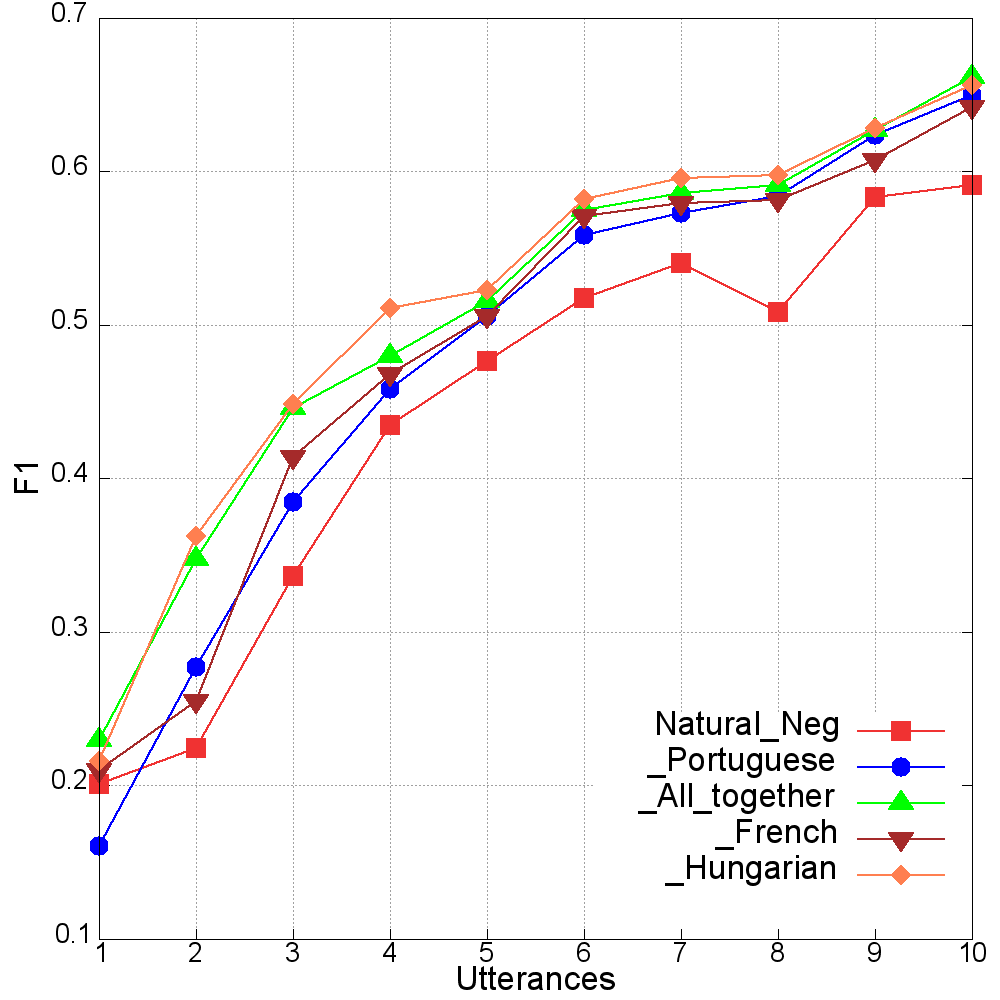 0.7
0.6
0.5
0.4
0.3
0.2
0.1
F1
Natural_Neg
_Portuguese
_All_together
_French
_Hungarian
1 2 3 4 5 6 7 8 9 10
Utterances